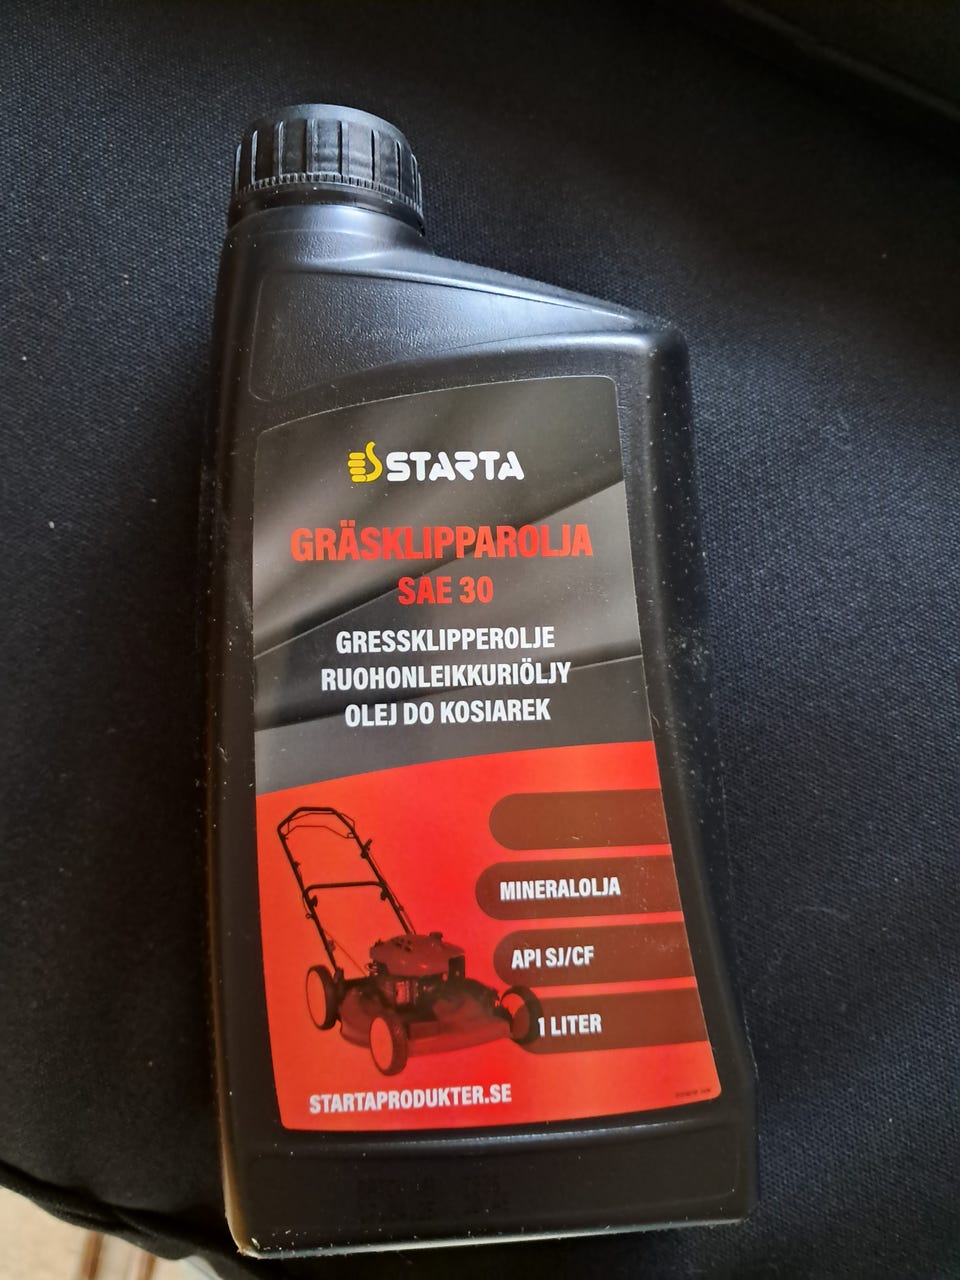 STARTA
GRÄSKLIPPAROLJA
SAE 30
GRESSKLIPPEROLJE
RUOHONLEIKKURIÖLJY
OLEJ DO KOSIAREK
MINERALOLJA
API SJ/CF
1 LITER
STARTAPRODUKTER.SE